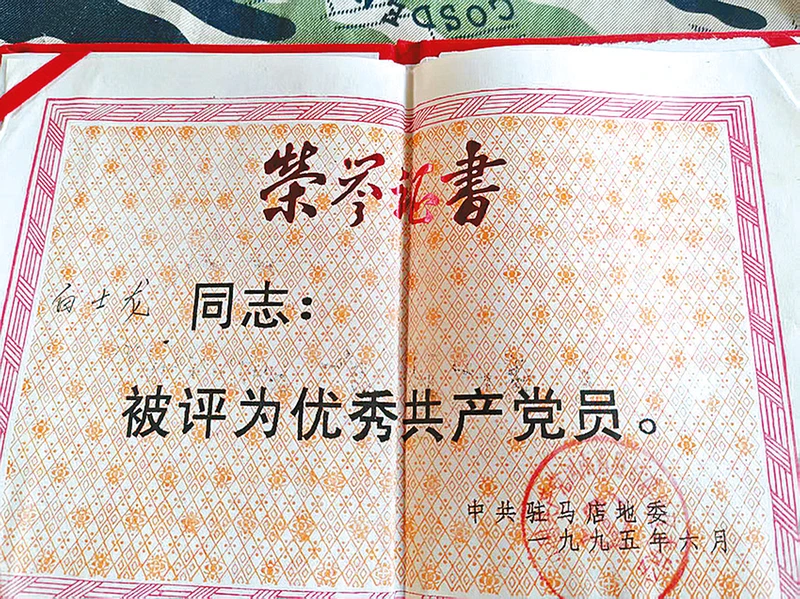 荣誉证书
白士龙 同志：
被评为优秀共产党员。
中共驻马店地委
一九九五年六月